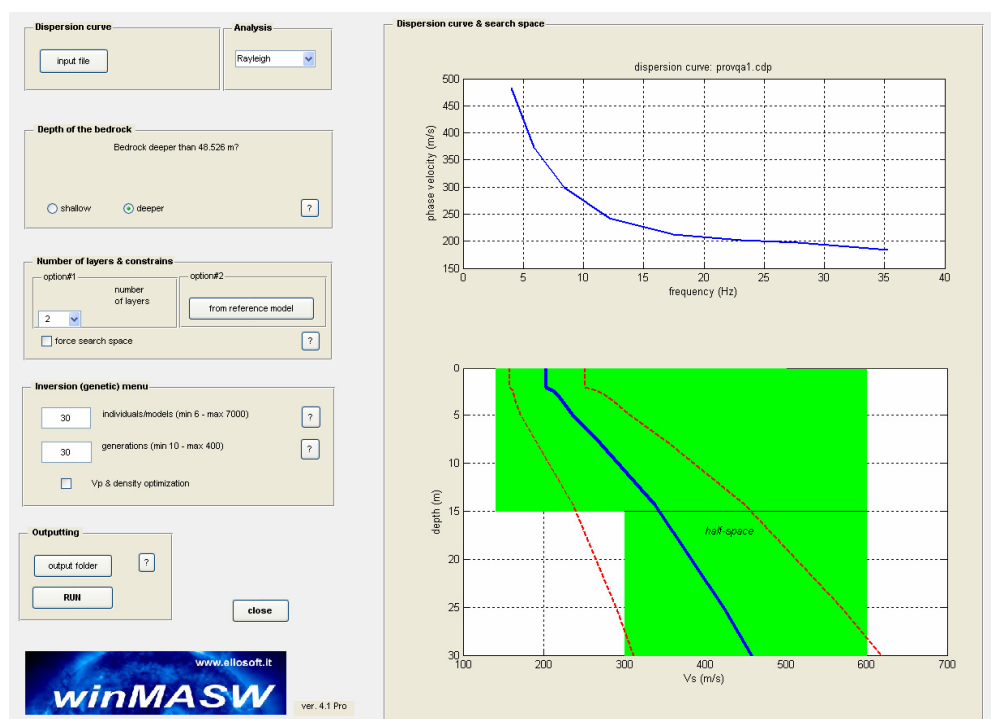 Dispersion curve
input file
Analysis
Rayleigh
Depth of the bedrock
Bedrock deeper than 48.526 m?
shallow
deeper
?
Number of layers & constrains
option#1
number
of layers
2
option#2
from reference model
force search space
?
Inversion (genetic) menu
30
individuals/models (min 6 - max 7000)
?
30
generations (min 10 - max 400)
?
Vp & density optimization
Outputting
output folder
?
RUN
close
www.eliosoft.it
winMASW
ver. 4.1 Pro
Dispersion curve & search space
dispersion curve: provqa1.cdp
phase velocity (m/s)
500
450
400
350
300
250
200
150
0 5 10 15 20 25 30 35 40
frequency (Hz)
depth (m)
0
5
10
15
20
25
30
half-space
100 200 300 400 500 600 700
Vs (m/s)